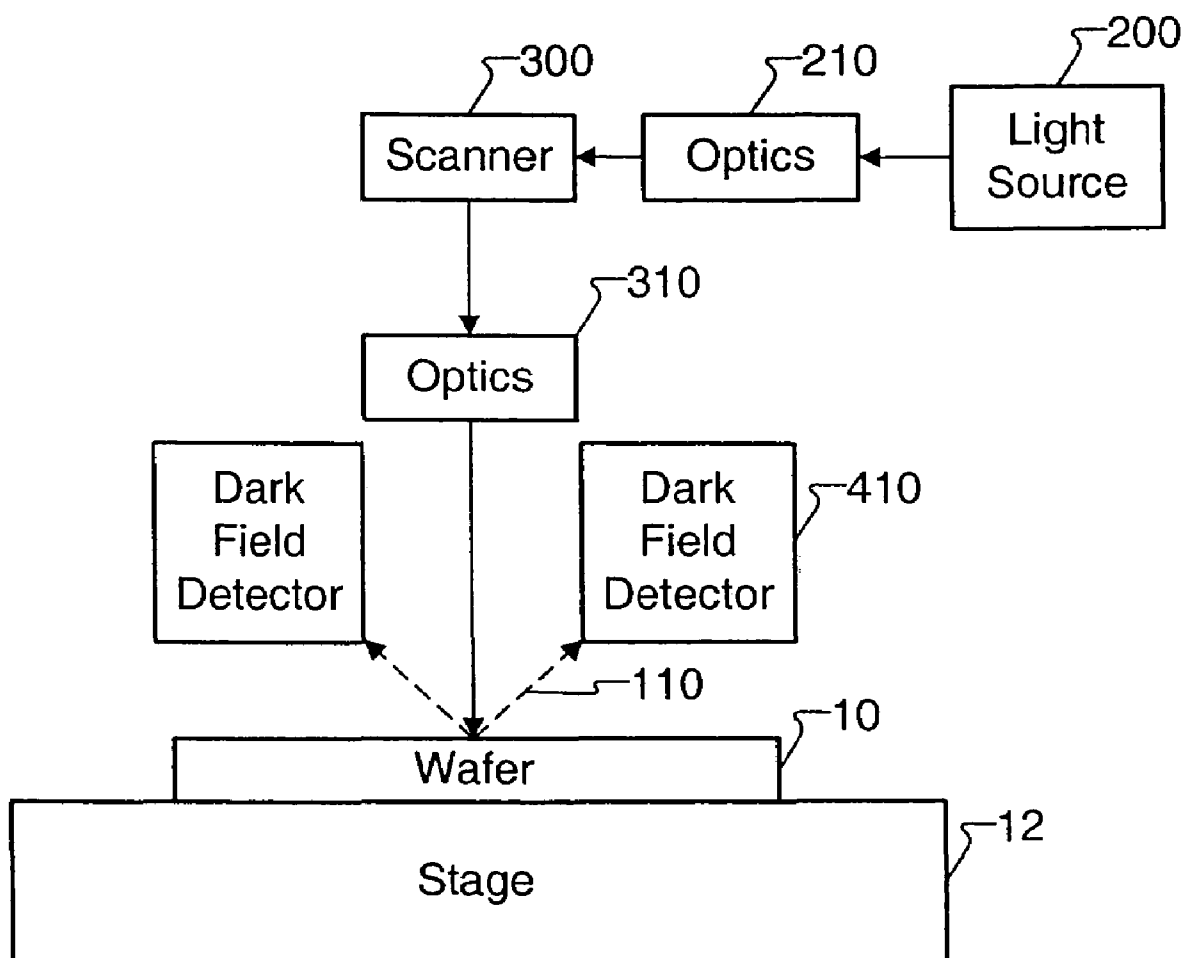 300
210
200
Scanner
Optics
Light
Source
310
Optics
Dark
Field
Detector
Dark
Field
Detector
410
110
10
Wafer
12
Stage